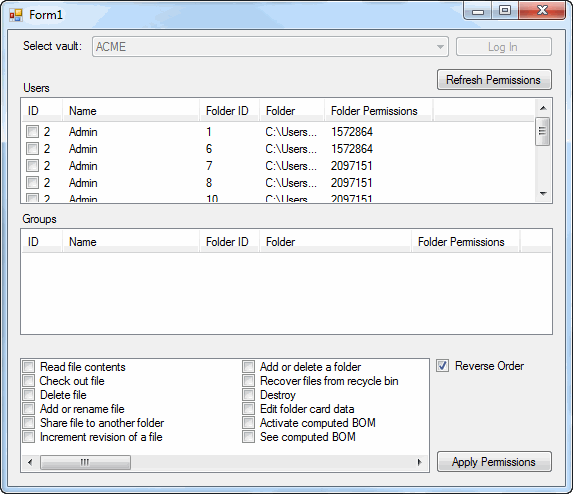 Form1
Select vault: ACME Log In
Refresh Permissions
Users
ID Name Folder ID Folder Folder Permissions
2 Admin 1 C:\Users... 1572864
2 Admin 6 C:\Users... 1572864
2 Admin 7 C:\Users... 2097151
2 Admin 8 C:\Users... 2097151
2 Admin 10 C:\Users... 2097151
Groups
ID Name Folder ID Folder Folder Permissions
Read file contents Add or delete a folder Reverse Order
Check out file Recover files from recycle bin
Delete file Destroy
Add or rename file Edit folder card data
Share file to another folder Activate computed BOM
Increment revision of a file See computed BOM
Apply Permissions